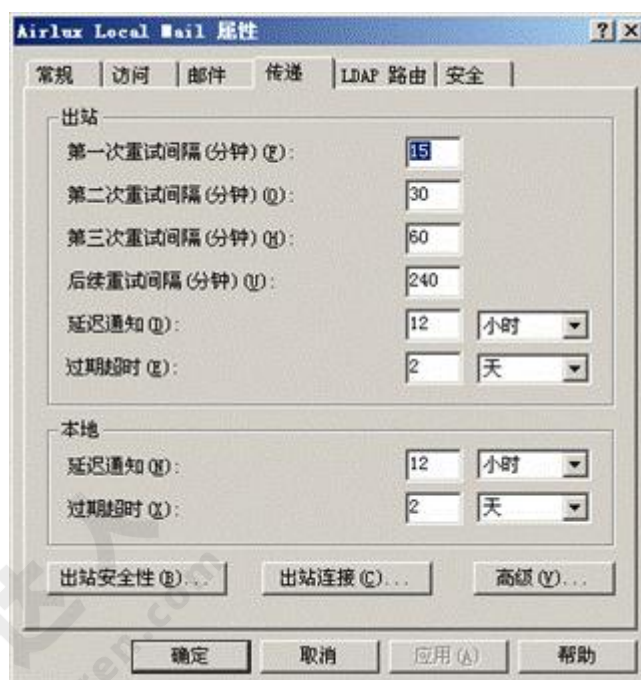 Airlux Local Mail 属性
常规 访问 邮件 传递 LDAP 路由 安全
出站
第一次重试间隔(分钟)(F): 15
第二次重试间隔(分钟)(O): 30
第三次重试间隔(分钟)(H): 60
后续重试间隔(分钟)(U): 240
延迟通知(D): 12 小时
过期超时(E): 2 天
本地
延迟通知(N): 12 小时
过期超时(X): 2 天
出站安全性(B)... 出站连接(C)... 高级(V)...
确定 取消 应用(A) 帮助